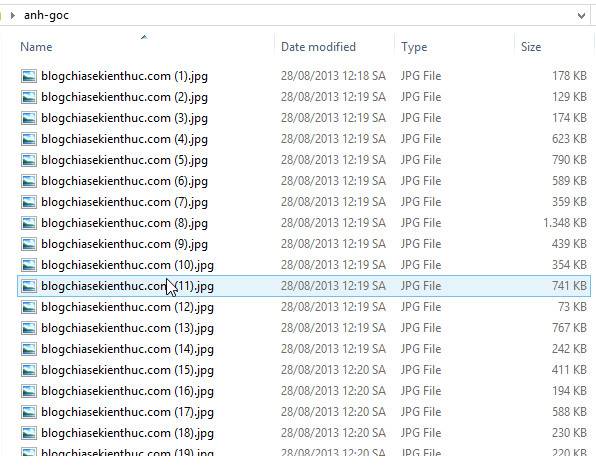 anh-goc
Name Date modified Type Size
blogchiasekienthuc.com (1).jpg 28/08/2013 12:18 SA JPG File 178 KB
blogchiasekienthuc.com (2).jpg 28/08/2013 12:19 SA JPG File 129 KB
blogchiasekienthuc.com (3).jpg 28/08/2013 12:19 SA JPG File 174 KB
blogchiasekienthuc.com (4).jpg 28/08/2013 12:19 SA JPG File 623 KB
blogchiasekienthuc.com (5).jpg 28/08/2013 12:19 SA JPG File 790 KB
blogchiasekienthuc.com (6).jpg 28/08/2013 12:19 SA JPG File 589 KB
blogchiasekienthuc.com (7).jpg 28/08/2013 12:19 SA JPG File 359 KB
blogchiasekienthuc.com (8).jpg 28/08/2013 12:19 SA JPG File 1.348 KB
blogchiasekienthuc.com (9).jpg 28/08/2013 12:19 SA JPG File 439 KB
blogchiasekienthuc.com (10).jpg 28/08/2013 12:19 SA JPG File 354 KB
blogchiasekienthuc.com (11).jpg 28/08/2013 12:19 SA JPG File 741 KB
blogchiasekienthuc.com (12).jpg 28/08/2013 12:19 SA JPG File 73 KB
blogchiasekienthuc.com (13).jpg 28/08/2013 12:19 SA JPG File 767 KB
blogchiasekienthuc.com (14).jpg 28/08/2013 12:19 SA JPG File 242 KB
blogchiasekienthuc.com (15).jpg 28/08/2013 12:20 SA JPG File 411 KB
blogchiasekienthuc.com (16).jpg 28/08/2013 12:20 SA JPG File 194 KB
blogchiasekienthuc.com (17).jpg 28/08/2013 12:20 SA JPG File 588 KB
blogchiasekienthuc.com (18).jpg 28/08/2013 12:20 SA JPG File 230 KB
blogchiasekienthuc.com (19).jpg 28/08/2013 12:20 SA JPG File 220 KB